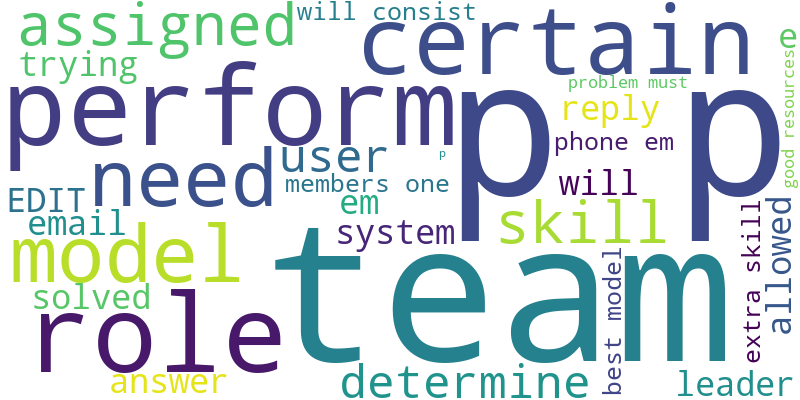 will consist
assigned
certain
e
trying
problem must
good resources
perform
p p
reply
phone em
user
need
p
members one
will
EDIT
em
skill
allowed
email
system
extra skill
model
team
best model
solved
role
answer
determine
leader